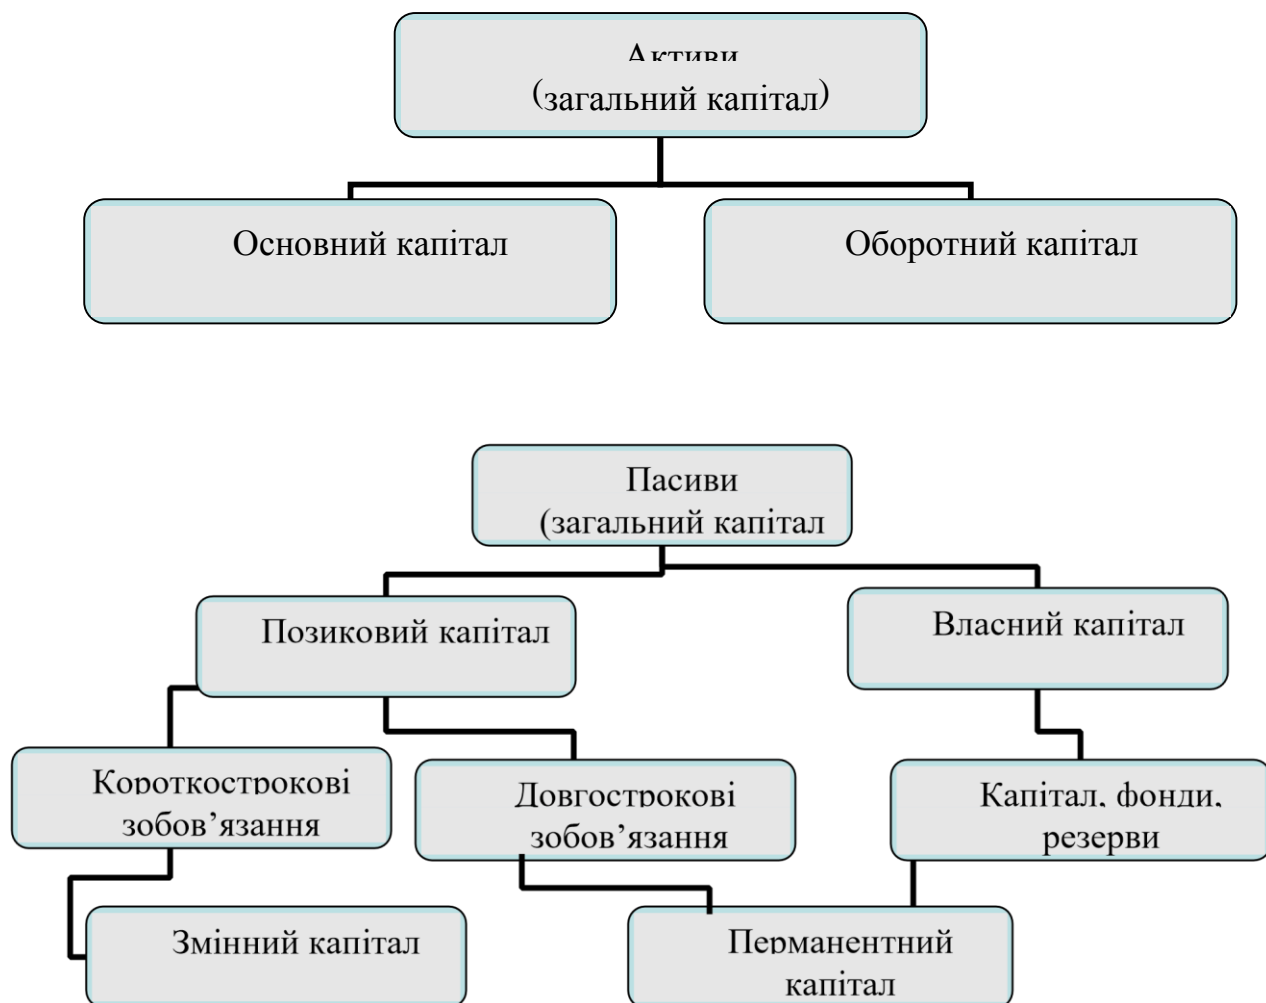 Активи
(загальний капітал)
Основний капітал
Оборотний капітал
Пасиви
(загальний капітал
Позиковий капітал
Власний капітал
Короткострокові
зобов’язання
Довгострокові
зобов’язання
Капітал, фонди,
резерви
Змінний капітал
Перманентний
капітал